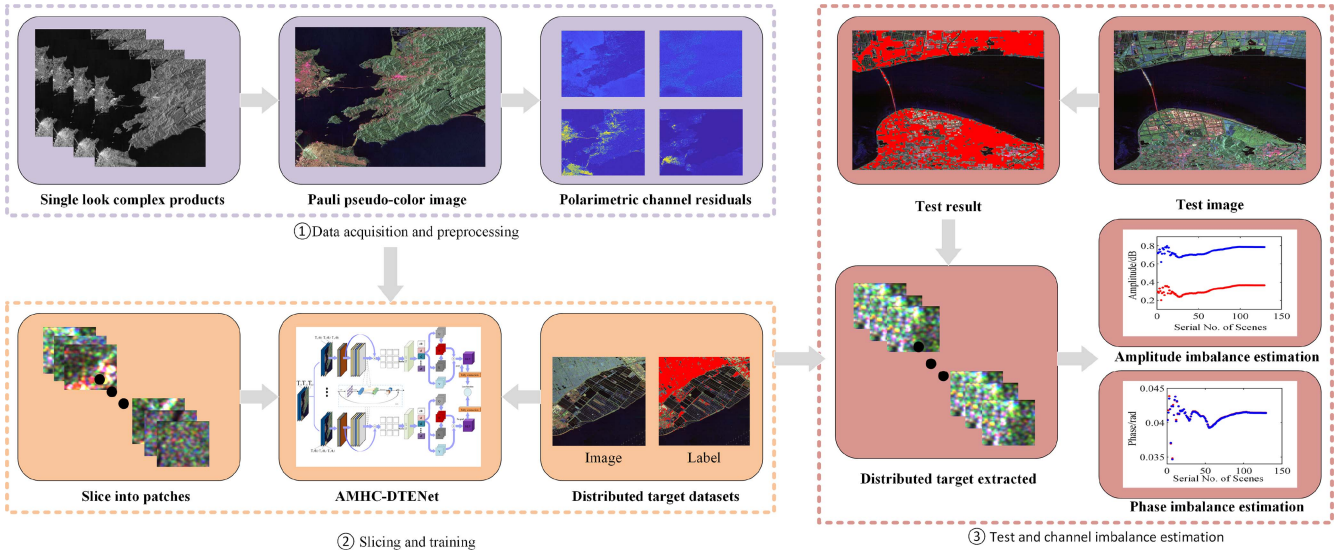 Single look complex products
Pauli pseudo-color image
Polarimetric channel residuals
①Data acquisition and preprocessing
Image
Label
Slice into patches
AMHC-DTENet
Distributed target datasets
② Slicing and training
Test result
Test image
Distributed target extracted
Amplitude/dB
0.8
0.6
0.4
0.2
0
50
100
150
Serial No. of Scenes
Amplitude imbalance estimation
Phase/rad
0.045
0.04
0.035
0
50
100
150
Serial No. of Scenes
Phase imbalance estimation
③ Test and channel imbalance estimation